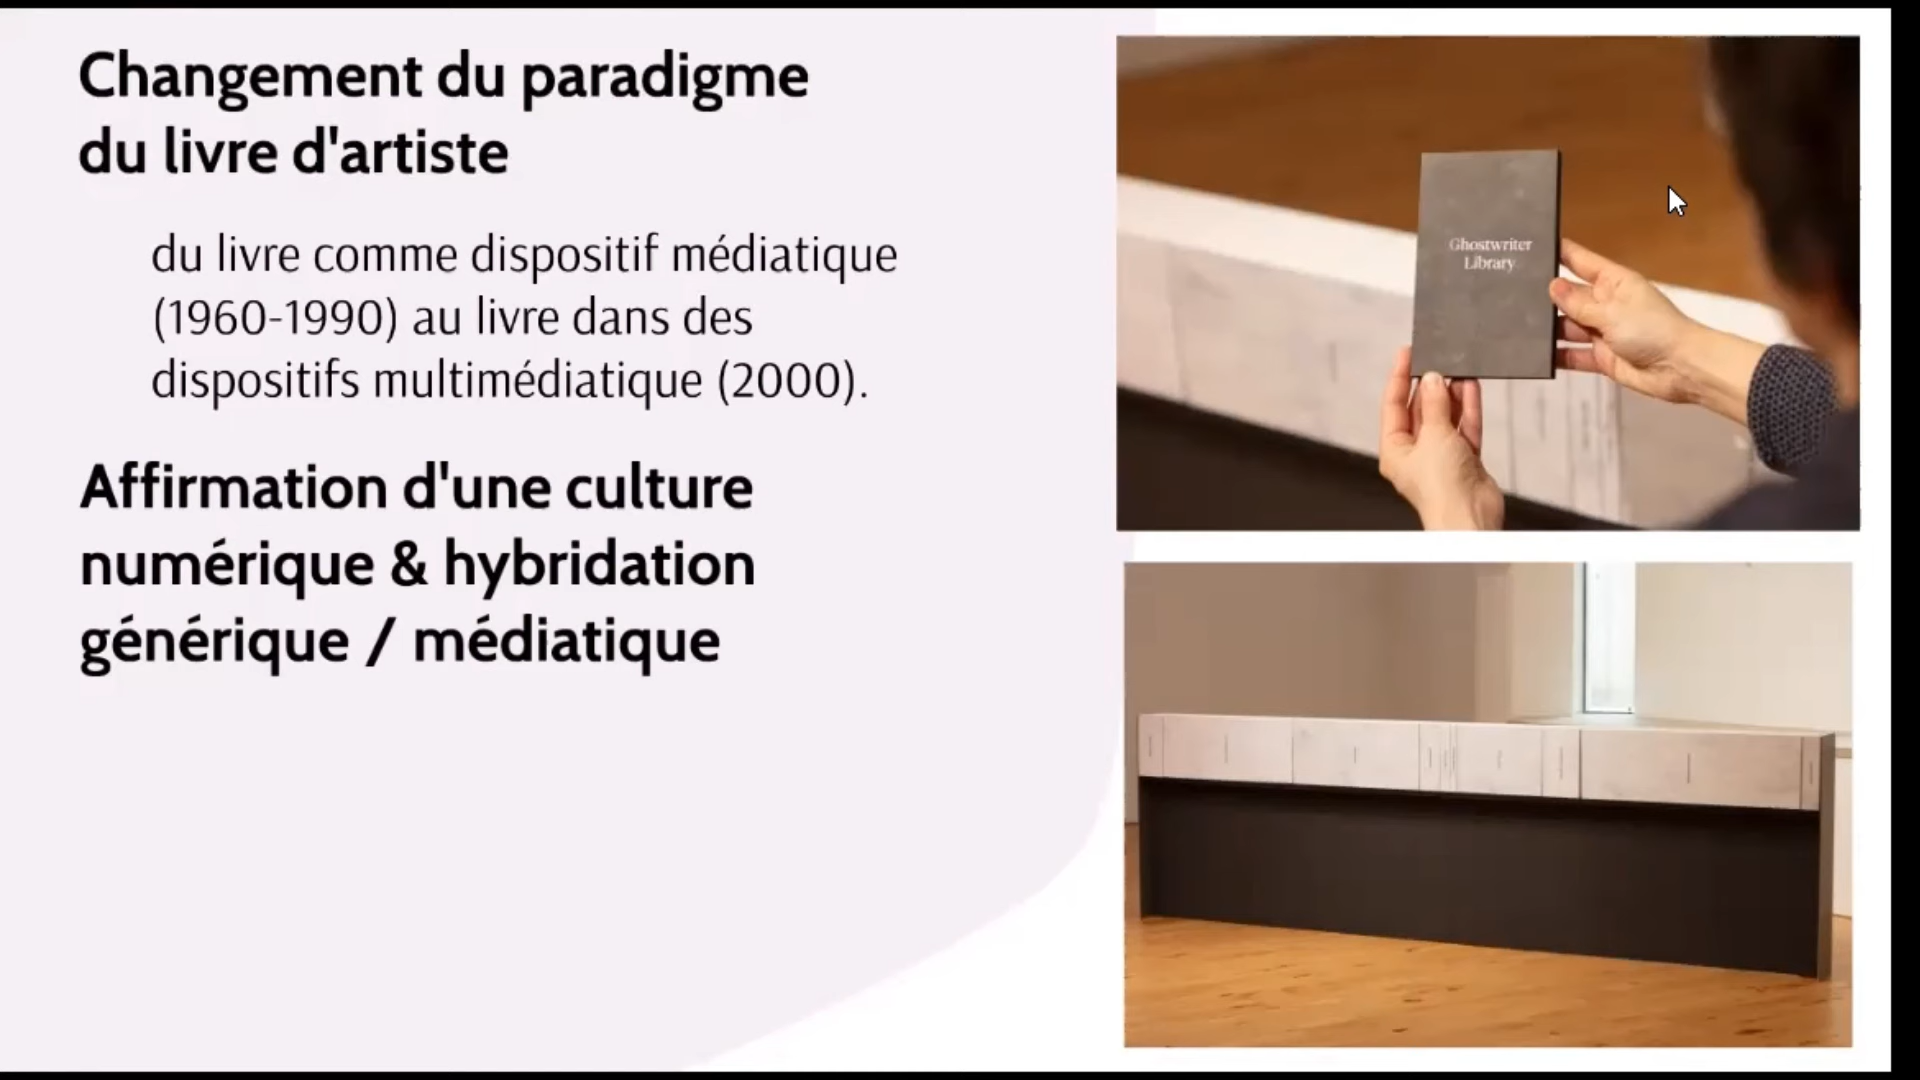 Changement du paradigme
du livre d'artiste
du livre comme dispositif médiatique
(1960-1990) au livre dans des
dispositifs multimédiatique (2000).
Affirmation d'une culture
numérique & hybridation
générique / médiatique
Ghostwriter
Library